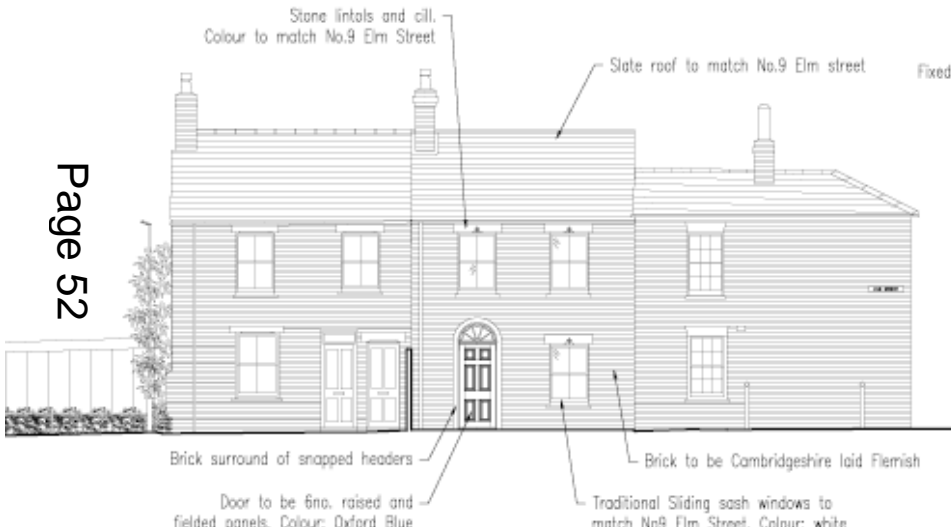 Stone lintols and cill.
Colour to match No.9 Elm Street
Slate roof to match No.9 Elm street
Fixed
Page 52
Brick surround of snapped headers
Brick to be Cambridgeshire laid Flemish
Door to be 6no. raised and
fielded panels. Colour: Oxford Blue
Traditional Sliding sash windows to
match No9 Elm Street. Colour: white